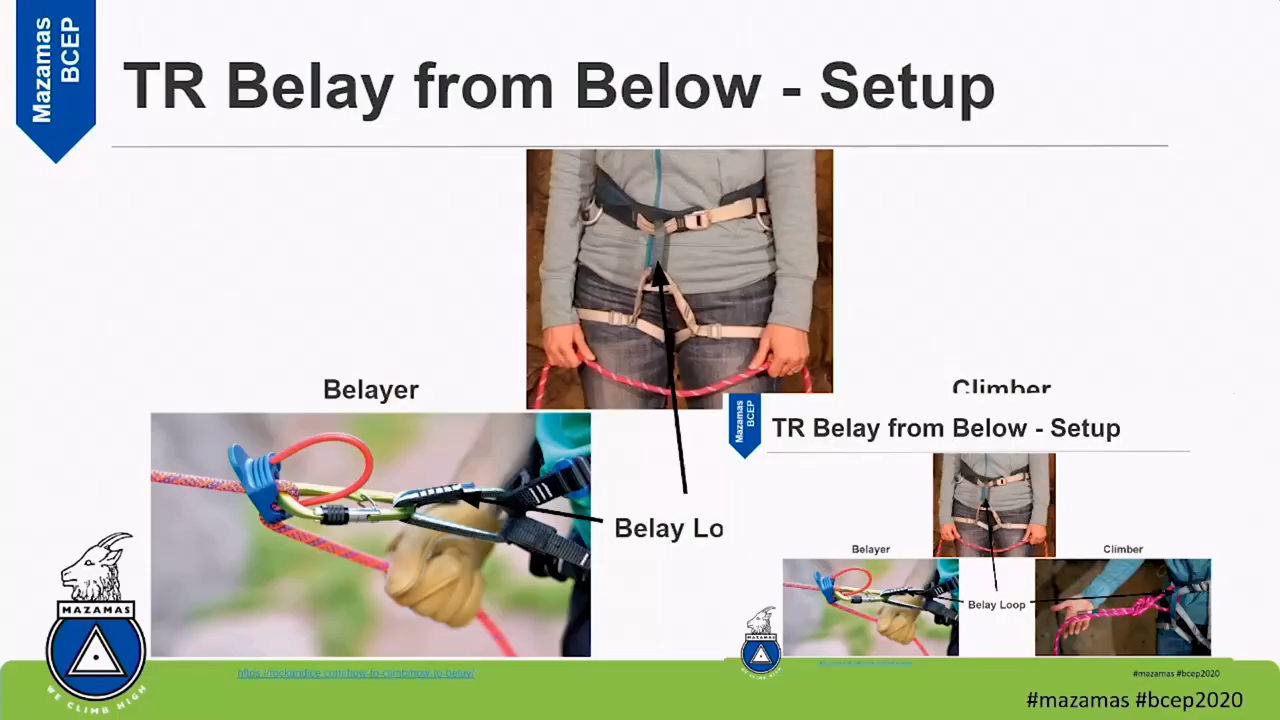 Mazamas
BCEP
TR Belay from Below - Setup
Belayer
Climber
Belay Lo
MAZAMAS
WE CLIMB HIGH
https://rockandice.com/how-to-climb/how-to-belay/
#mazamas #bcep2020
Mazamas
BCEP
TR Belay from Below - Setup
Belayer
Climber
Belay Loop
MAZAMAS
#mazamas #bcep2020